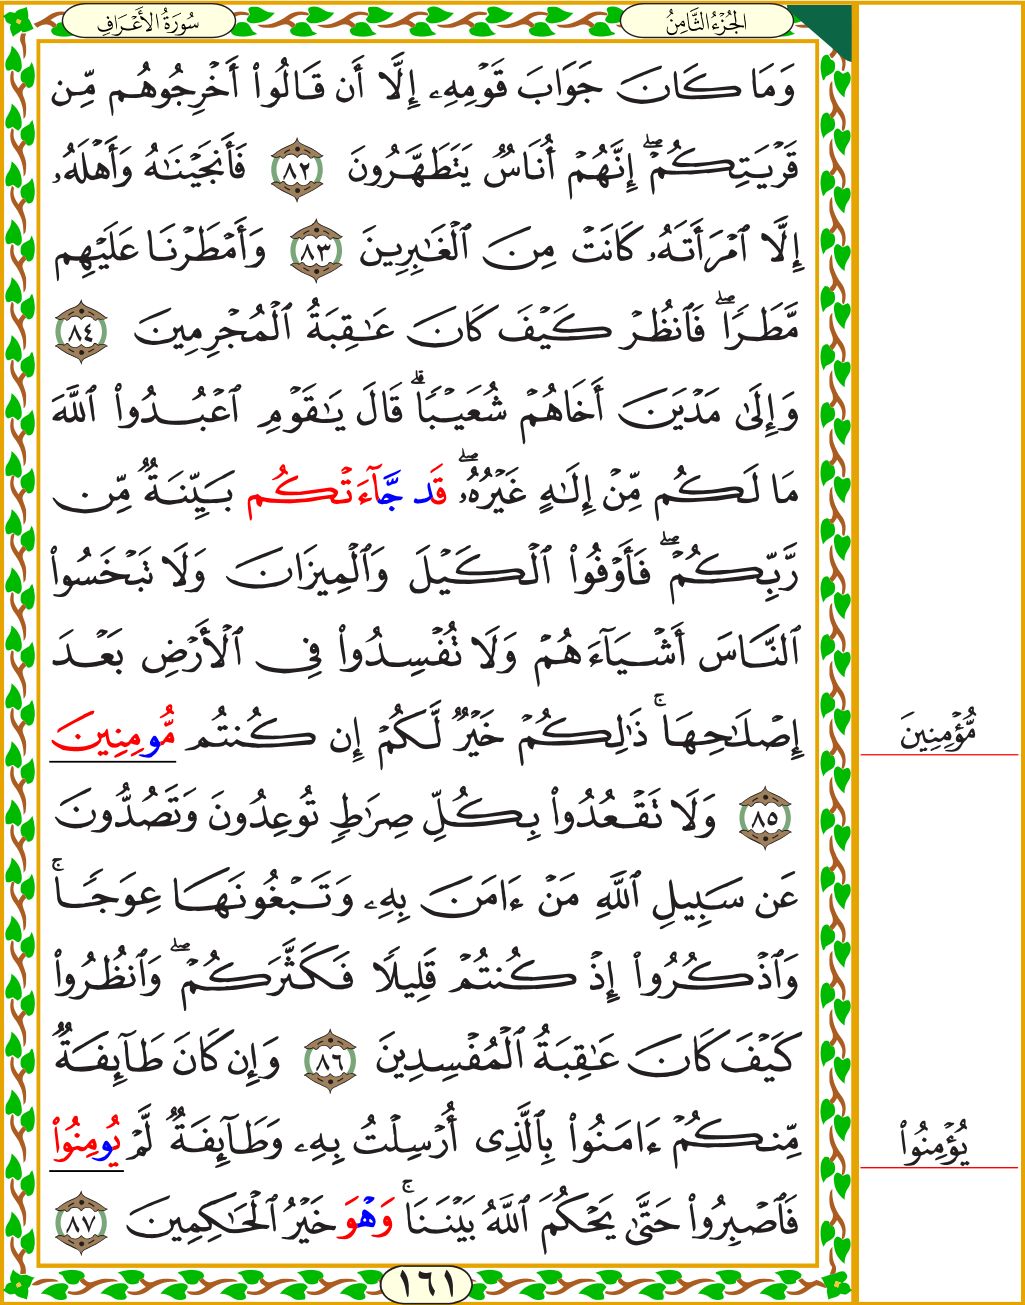 الجُزْءُ الثَّامِنُ
سُورَةُ الأَعْرَافِ
وَمَا كَانَ جَوَابَ قَوْمِهِۦ إِلَّا أَن قَالُوا۟ أَخْرِجُوهُم مِّن
قَرْيَتِكُمْ ۖ إِنَّهُمْ أُنَاسٌ يَتَطَهَّرُونَ ٨٢ فَأَنجَيْنَٰهُ وَأَهْلَهُۥ
إِلَّا ٱمْرَأَتَهُۥ كَانَتْ مِنَ ٱلْغَٰبِرِينَ ٨٣ وَأَمْطَرْنَا عَلَيْهِم
مَّطَرًا ۖ فَٱنظُرْ كَيْفَ كَانَ عَٰقِبَةُ ٱلْمُجْرِمِينَ ٨٤
وَإِلَىٰ مَدْيَنَ أَخَاهُمْ شُعَيْبًا ۗ قَالَ يَٰقَوْمِ ٱعْبُدُوا۟ ٱللَّهَ
مَا لَكُم مِّنْ إِلَٰهٍ غَيْرُهُۥ ۖ قَد جَّآءَتْكُم بَيِّنَةٌ مِّن
رَّبِّكُمْ ۖ فَأَوْفُوا۟ ٱلْكَيْلَ وَٱلْمِيزَانَ وَلَا تَبْخَسُوا۟
ٱلنَّاسَ أَشْيَآءَهُمْ وَلَا تُفْسِدُوا۟ فِى ٱلْأَرْضِ بَعْدَ
إِصْلَٰحِهَا ۚ ذَٰلِكُمْ خَيْرٌ لَّكُمْ إِن كُنتُم مُّومِنِينَ
مُّؤْمِنِينَ
٨٥ وَلَا تَقْعُدُوا۟ بِكُلِّ صِرَٰطٍ تُوعِدُونَ وَتَصُدُّونَ
عَن سَبِيلِ ٱللَّهِ مَنْ ءَامَنَ بِهِۦ وَتَبْغُونَهَا عِوَجًا ۚ
وَٱذْكُرُوا۟ إِذْ كُنتُمْ قَلِيلًا فَكَثَّرَكُمْ ۖ وَٱنظُرُوا۟
كَيْفَ كَانَ عَٰقِبَةُ ٱلْمُفْسِدِينَ ٨٦ وَإِن كَانَ طَآئِفَةٌ
مِّنكُمْ ءَامَنُوا۟ بِٱلَّذِى أُرْسِلْتُ بِهِۦ وَطَآئِفَةٌ لَّمْ يُومِنُوا۟
يُؤْمِنُوا۟
فَٱصْبِرُوا۟ حَتَّىٰ يَحْكُمَ ٱللَّهُ بَيْنَنَا ۚ وَهْوَ خَيْرُ ٱلْحَٰكِمِينَ ٨٧
١٦١